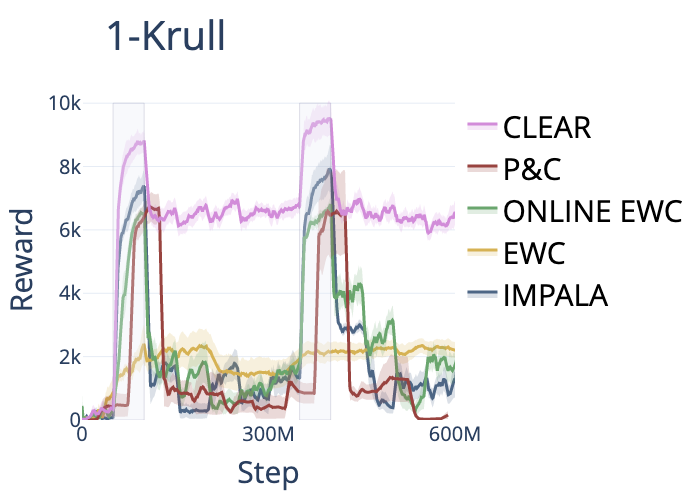 1-Krull
10k
8k
6k
4k
2k
0
Reward
0
300M
600M
Step
CLEAR
P&C
ONLINE EWC
EWC
IMPALA